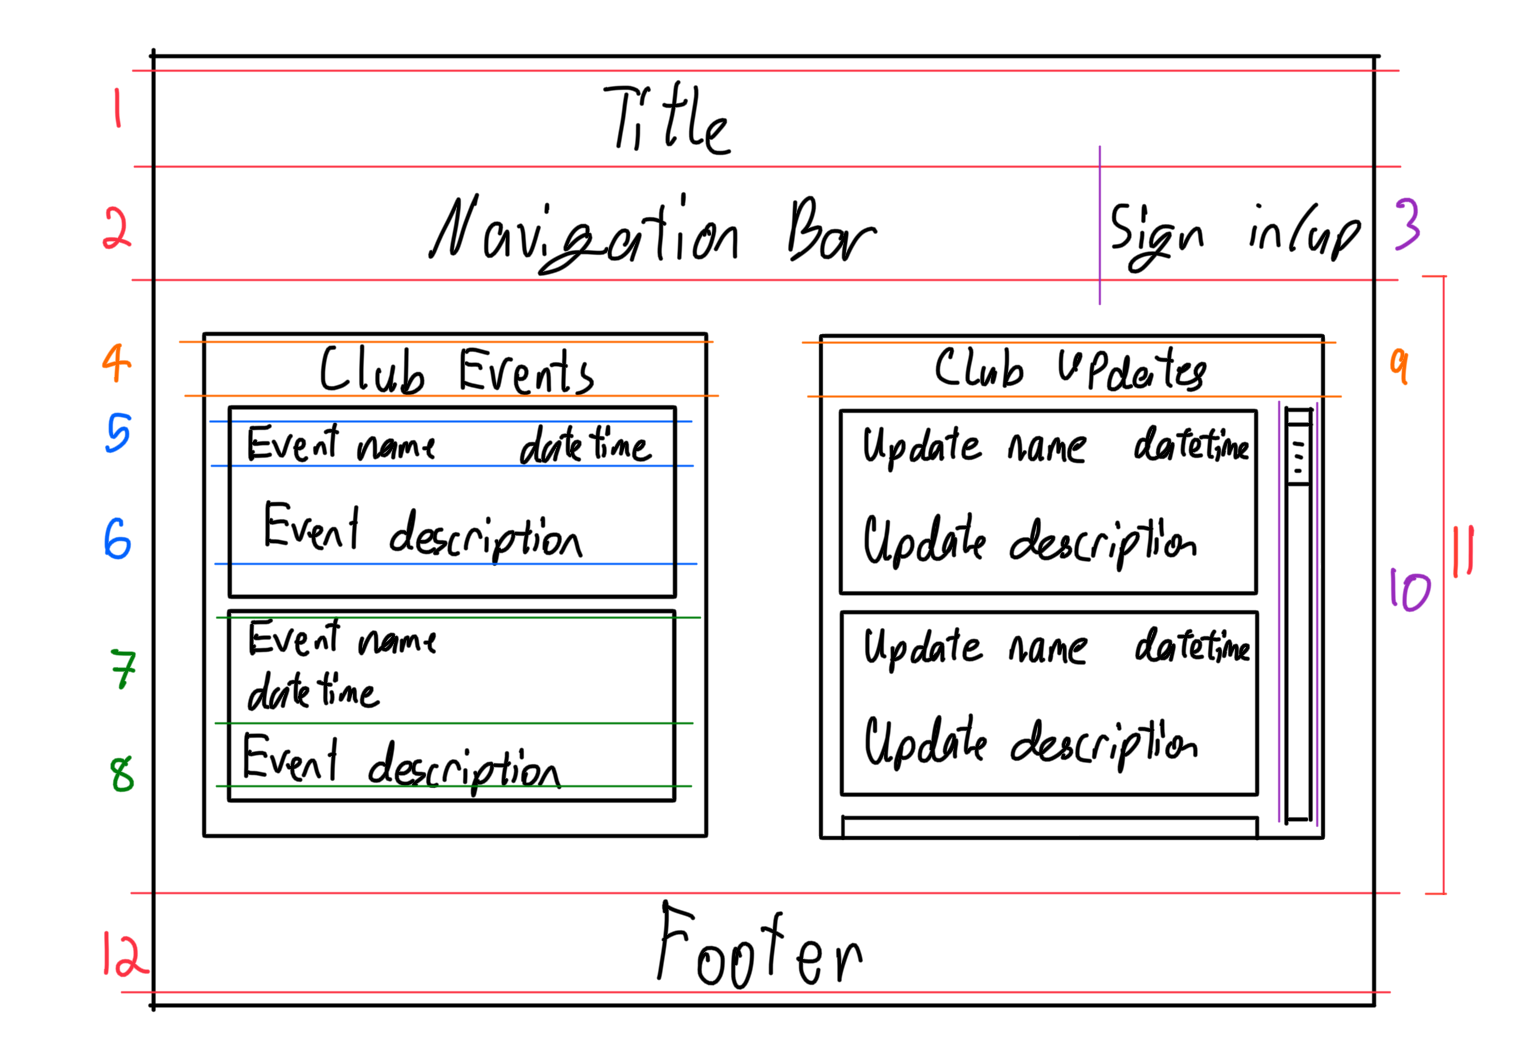 1
Title
2
Navigation Bar
Sign in/up
3
4
Club Events
5
Event name datetime
6
Event description
7
Event name
datetime
8
Event description
Club Updates
9
Update name datetime
Update description
10
11
Update name datetime
Update description
12
Footer